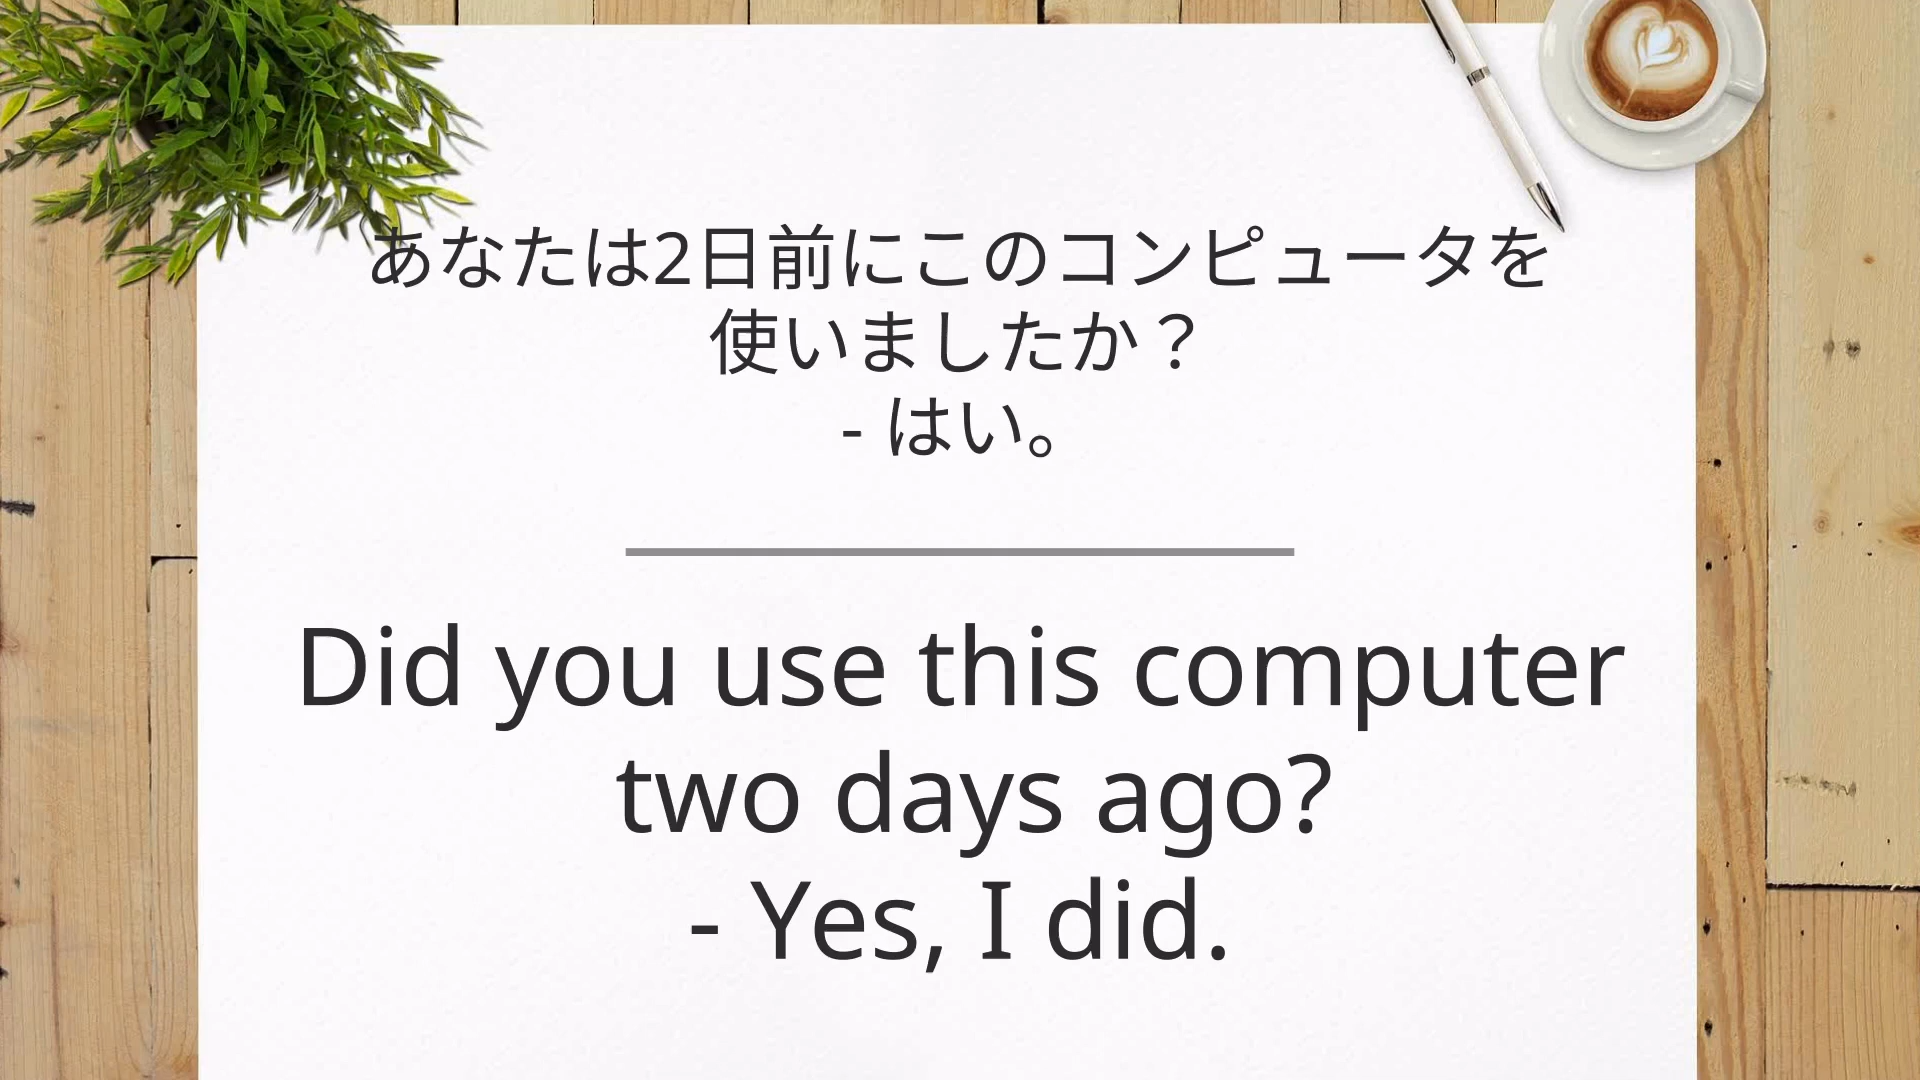 あなたは2日前にこのコンピュータを
使いましたか？
- はい。
Did you use this computer
two days ago?
- Yes, I did.